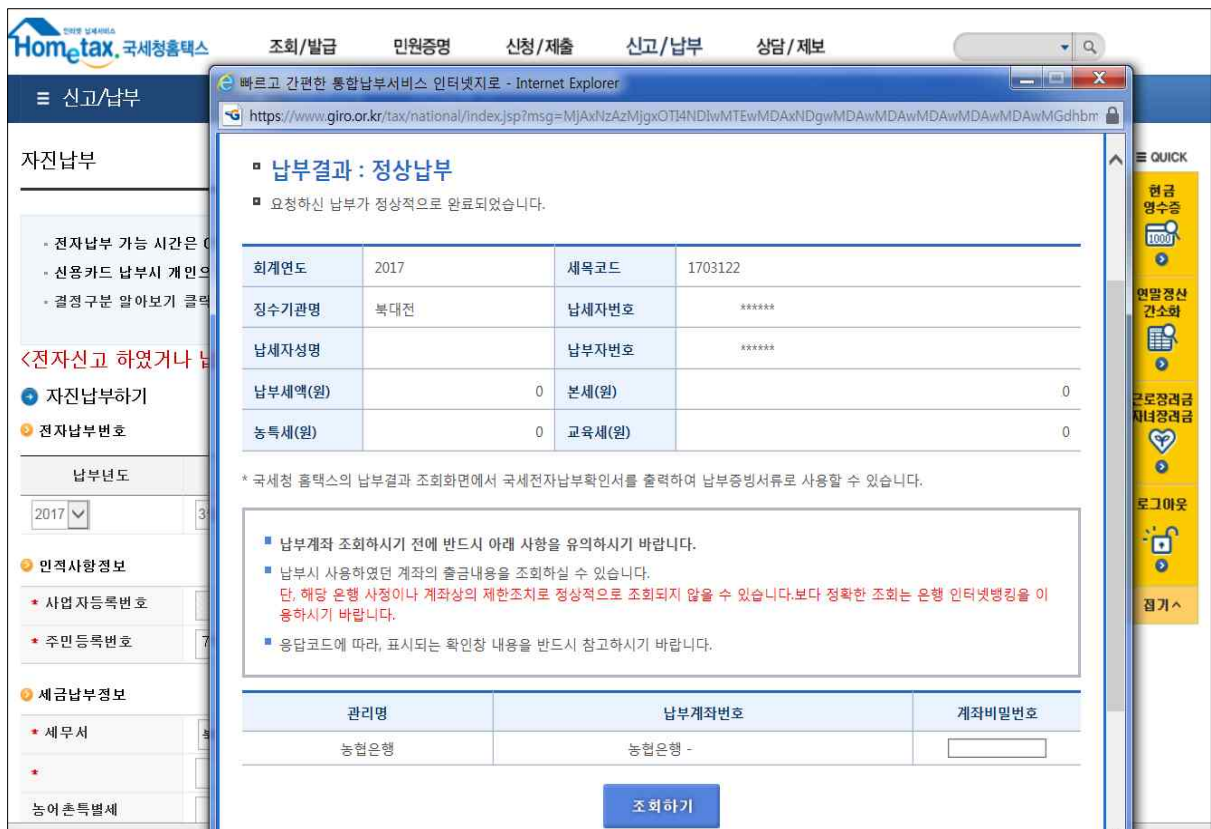 인터넷 납세서비스
Hometax. 국세청홈택스
조회/발급 민원증명 신청/제출 신고/납부 상담/제보
≡ 신고/납부
자진납부
- 전자납부 가능 시간은
- 신용카드 납부시 개인으
- 결정구분 알아보기 클릭
<전자신고 하였거나 납
자진납부하기
전자납부번호
납부년도
2017
인적사항정보
* 사업자등록번호
* 주민등록번호 7
세금납부정보
* 세무서
*
농어촌특별세
빠르고 간편한 통합납부서비스 인터넷지로 - Internet Explorer
https://www.giro.or.kr/tax/national/index.jsp?msg=MjAxNzAzMjgxOTI4NDIwMTEwMDAxNDgwMDAwMDAwMDAwMDAwMDAwMGdhbm
납부결과 : 정상납부
요청하신 납부가 정상적으로 완료되었습니다.
회계연도 2017 세목코드 1703122
징수기관명 북대전 납세자번호 ******
납세자성명 납부자번호 ******
납부세액(원) 0 본세(원) 0
농특세(원) 0 교육세(원) 0
* 국세청 홈택스의 납부결과 조회화면에서 국세전자납부확인서를 출력하여 납부증빙서류로 사용할 수 있습니다.
납부계좌 조회하시기 전에 반드시 아래 사항을 유의하시기 바랍니다.
납부시 사용하였던 계좌의 출금내용을 조회하실 수 있습니다.
단, 해당 은행 사정이나 계좌상의 제한조치로 정상적으로 조회되지 않을 수 있습니다.보다 정확한 조회는 은행 인터넷뱅킹을 이
용하시기 바랍니다.
응답코드에 따라, 표시되는 확인창 내용을 반드시 참고하시기 바랍니다.
관리명 납부계좌번호 계좌비밀번호
농협은행 농협은행 -
조회하기
≡ QUICK
현금
영수증
1000
연말정산
간소화
근로장려금
자녀장려금
로그아웃
접기 ^